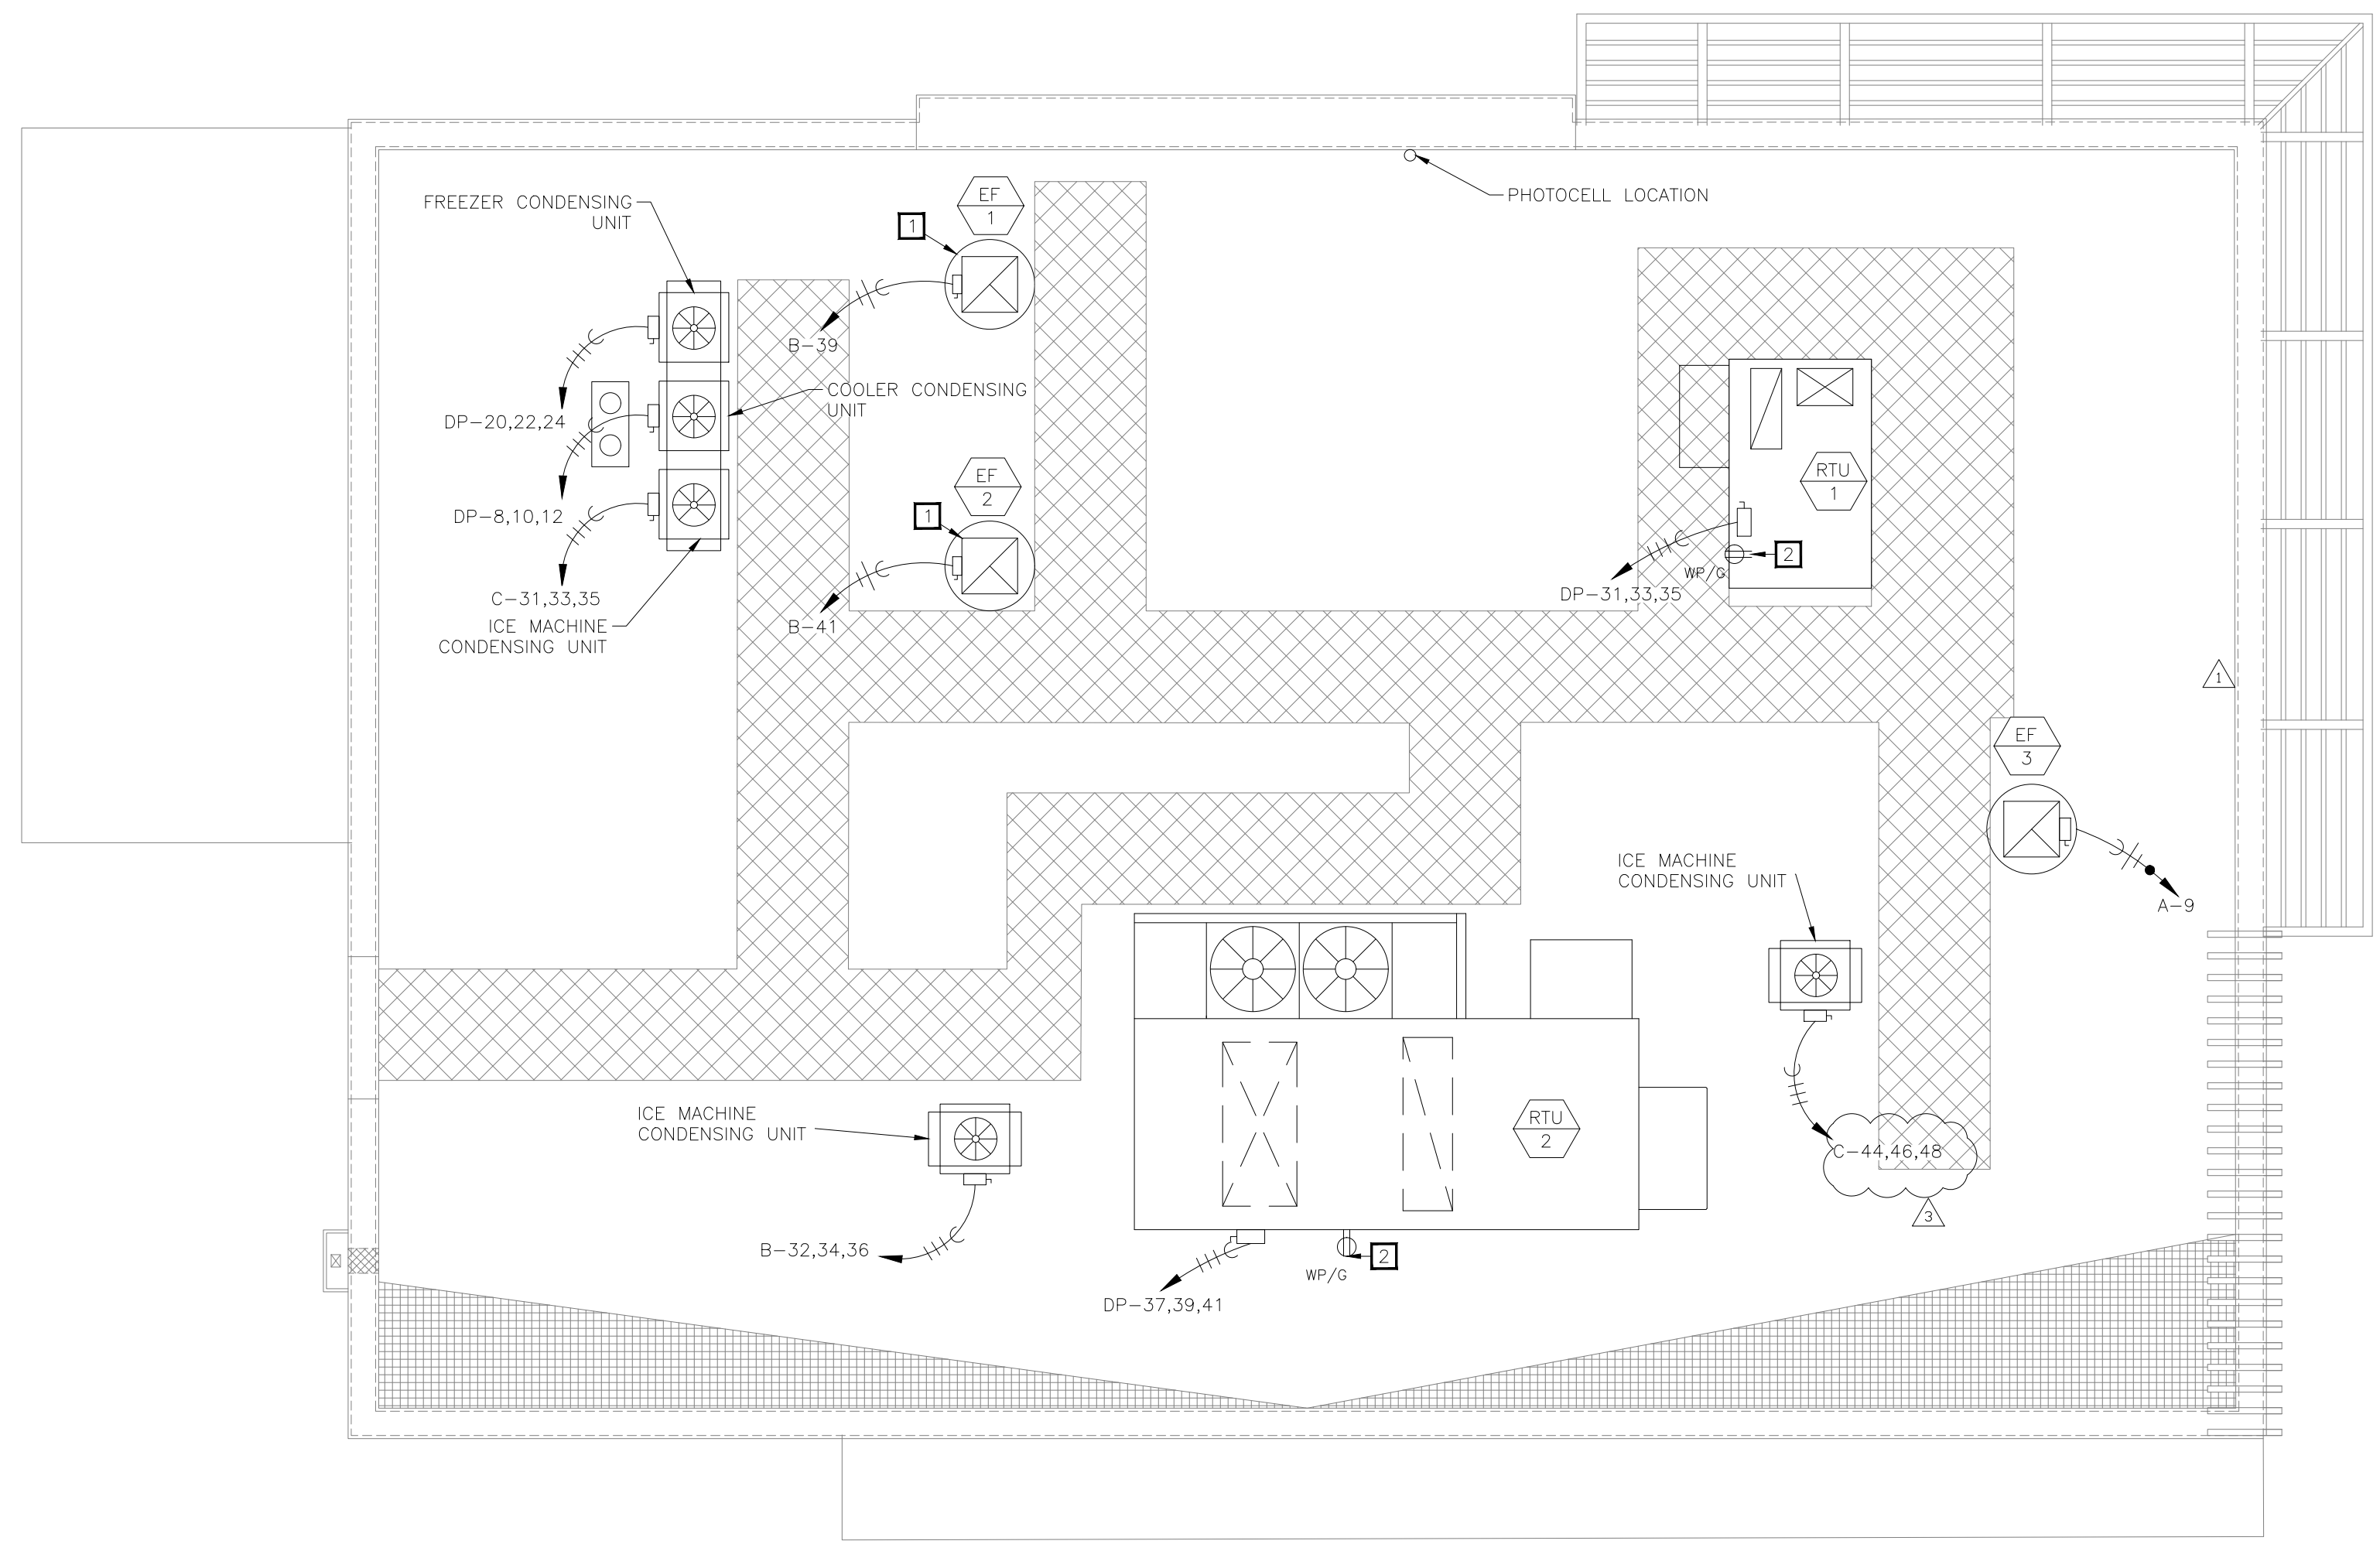 PHOTOCELL LOCATION
FREEZER CONDENSING
UNIT
EF
1
1
B-39
COOLER CONDENSING
UNIT
DP-20,22,24
DP-8,10,12
C-31,33,35
ICE MACHINE
CONDENSING UNIT
EF
2
1
B-41
RTU
1
2
WP/G
DP-31,33,35
1
EF
3
A-9
ICE MACHINE
CONDENSING UNIT
C-44,46,48
3
ICE MACHINE
CONDENSING UNIT
B-32,34,36
RTU
2
2
WP/G
DP-37,39,41